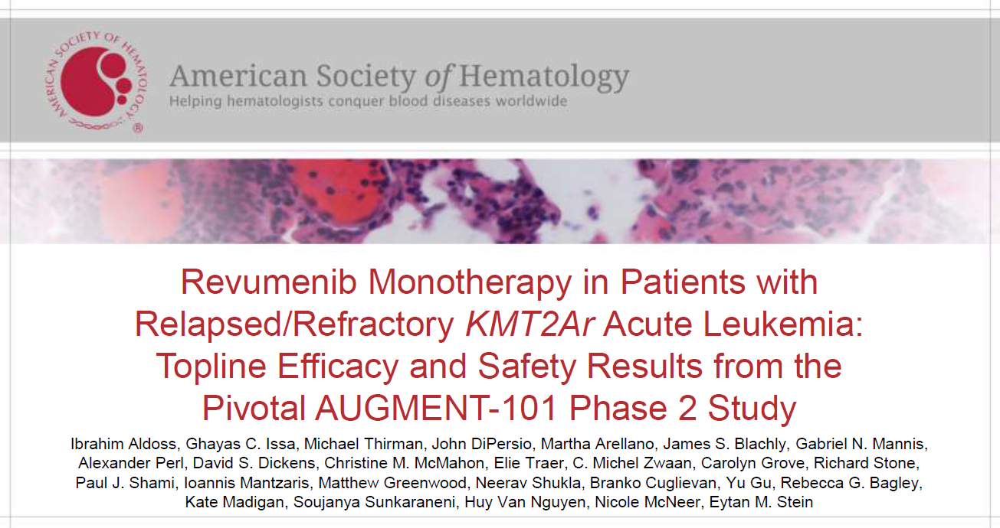 AMERICAN SOCIETY OF HEMATOLOGY
®
American Society of Hematology
Helping hematologists conquer blood diseases worldwide
Revumenib Monotherapy in Patients with
Relapsed/Refractory KMT2Ar Acute Leukemia:
Topline Efficacy and Safety Results from the
Pivotal AUGMENT-101 Phase 2 Study
Ibrahim Aldoss, Ghayas C. Issa, Michael Thirman, John DiPersio, Martha Arellano, James S. Blachly, Gabriel N. Mannis,
Alexander Perl, David S. Dickens, Christine M. McMahon, Elie Traer, C. Michel Zwaan, Carolyn Grove, Richard Stone,
Paul J. Shami, Ioannis Mantzaris, Matthew Greenwood, Neerav Shukla, Branko Cuglievan, Yu Gu, Rebecca G. Bagley,
Kate Madigan, Soujanya Sunkaraneni, Huy Van Nguyen, Nicole McNeer, Eytan M. Stein